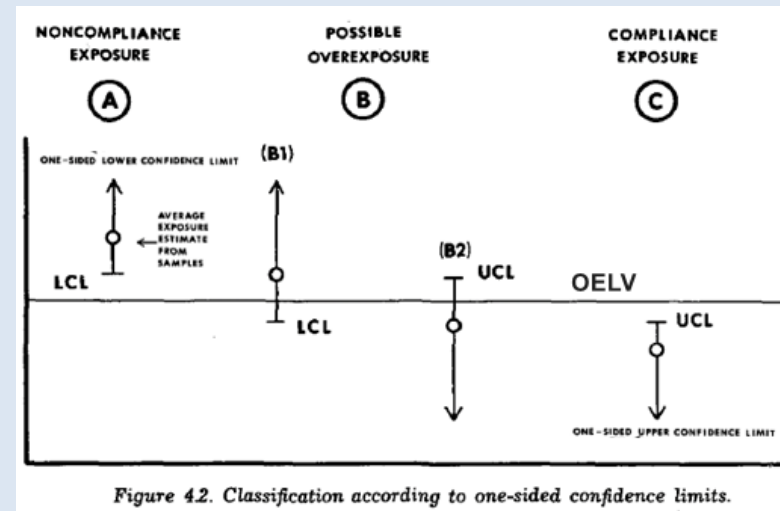 NONCOMPLIANCE
EXPOSURE
A
POSSIBLE
OVEREXPOSURE
B
COMPLIANCE
EXPOSURE
C
ONE-SIDED LOWER CONFIDENCE LIMIT
(B1)
AVERAGE
EXPOSURE
ESTIMATE
FROM
SAMPLES
LCL
LCL
(B2)
UCL
OELV
UCL
ONE-SIDED UPPER CONFIDENCE LIMIT
Figure 4.2. Classification according to one-sided confidence limits.